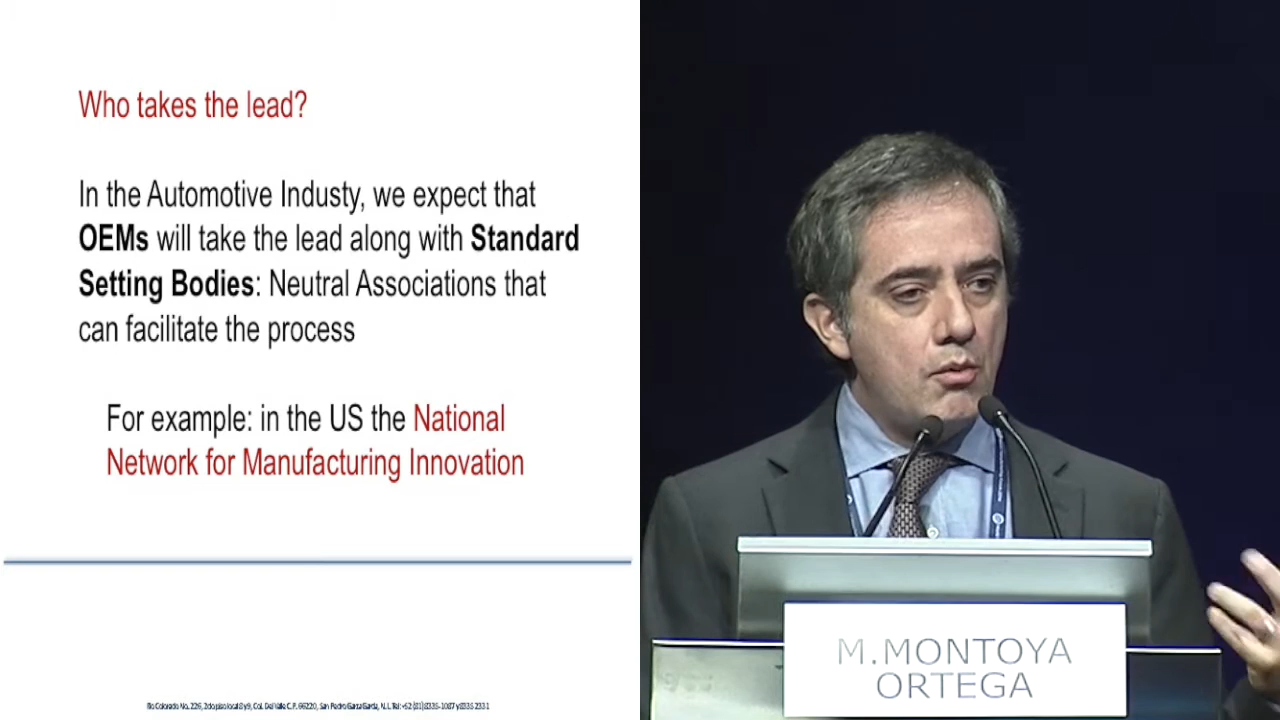 Who takes the lead?
In the Automotive Industy, we expect that
OEMs will take the lead along with Standard
Setting Bodies: Neutral Associations that
can facilitate the process
For example: in the US the National
Network for Manufacturing Innovation
M.MONTOYA
ORTEGA